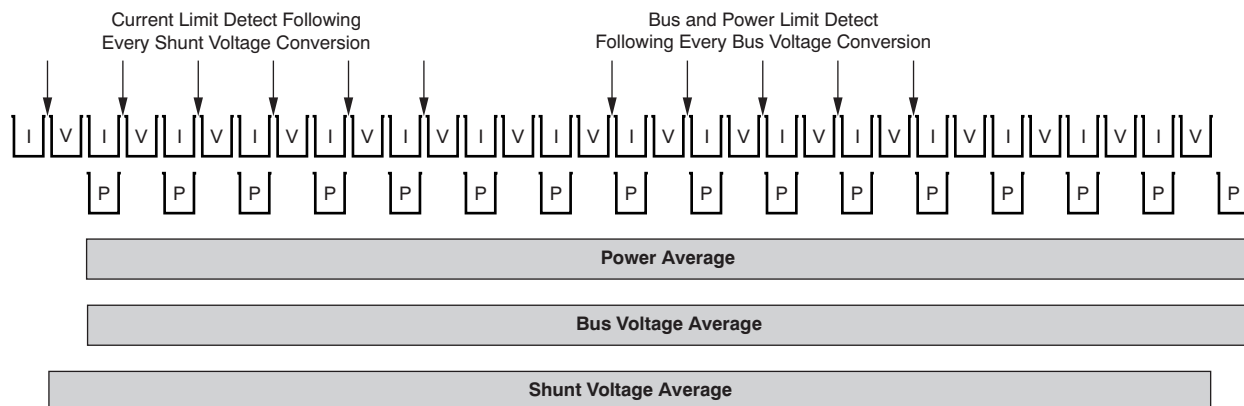 Current Limit Detect Following
Every Shunt Voltage Conversion
Bus and Power Limit Detect
Following Every Bus Voltage Conversion
I V I V I V I V I V I V I V I V I V I V I V I V I V I V I V I V
P P P P P P P P P P P P P P P P
Power Average
Bus Voltage Average
Shunt Voltage Average